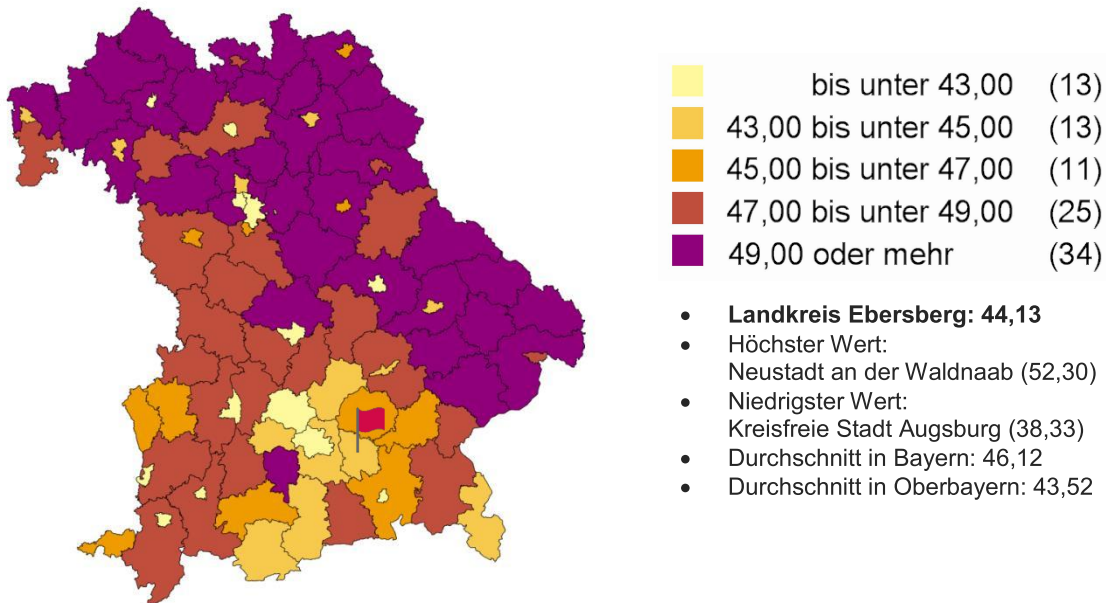 bis unter 43,00 (13)
43,00 bis unter 45,00 (13)
45,00 bis unter 47,00 (11)
47,00 bis unter 49,00 (25)
49,00 oder mehr (34)
• Landkreis Ebersberg: 44,13
• Höchster Wert:
Neustadt an der Waldnaab (52,30)
• Niedrigster Wert:
Kreisfreie Stadt Augsburg (38,33)
• Durchschnitt in Bayern: 46,12
• Durchschnitt in Oberbayern: 43,52